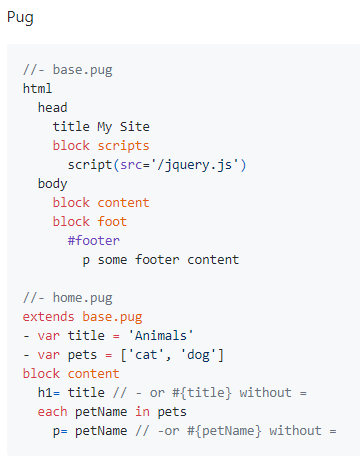 Pug
//- base.pug
html
  head
    title My Site
    block scripts
      script(src='/jquery.js')
  body
    block content
    block foot
      #footer
        p some footer content
//- home.pug
extends base.pug
- var title = 'Animals'
- var pets = ['cat', 'dog']
block content
  h1= title // - or #{title} without =
  each petName in pets
    p= petName // -or #{petName} without =